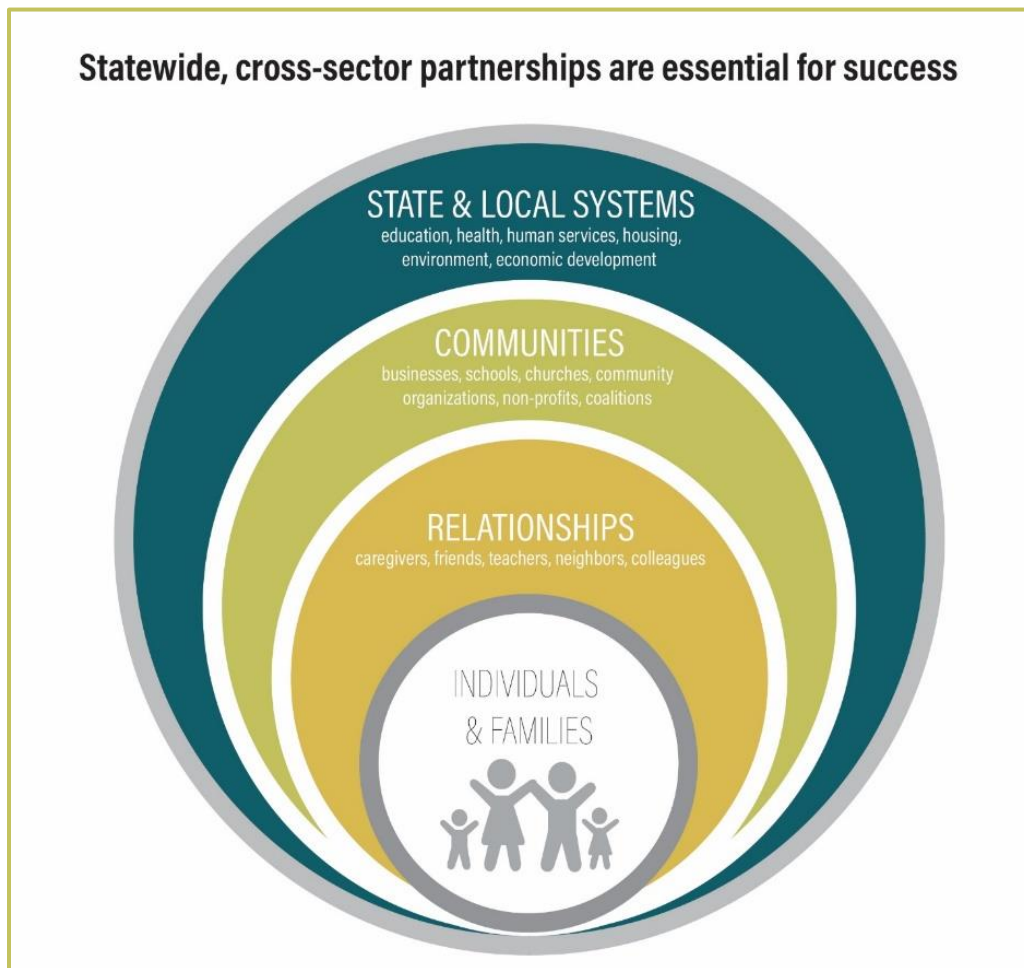 Statewide, cross-sector partnerships are essential for success
STATE & LOCAL SYSTEMS
education, health, human services, housing,
environment, economic development
COMMUNITIES
businesses, schools, churches, community
organizations, non-profits, coalitions
RELATIONSHIPS
caregivers, friends, teachers, neighbors, colleagues
INDIVIDUALS
& FAMILIES